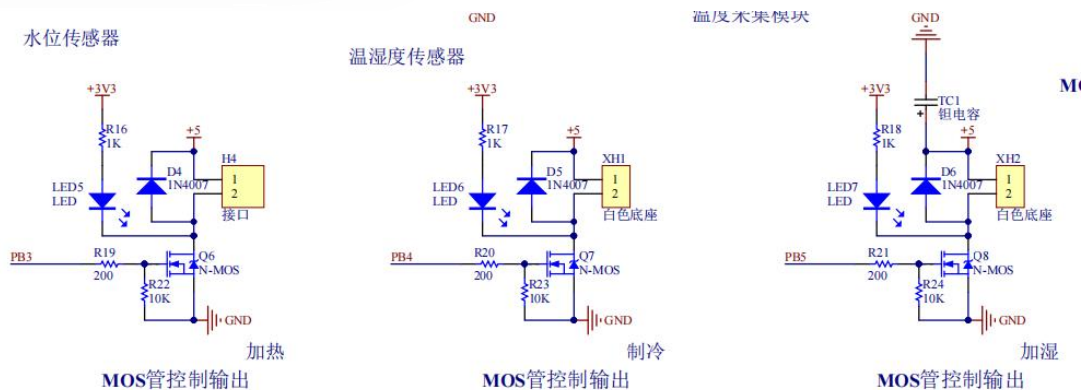 GND
温度采集模块
GND
水位传感器
温湿度传感器
+3V3
R16
1K
+5
D4
1N4007
H4
1
2
接口
LED5
LED
PB3
R19
200
R22
10K
Q6
N-MOS
GND
加热
MOS管控制输出
+3V3
R17
1K
+5
D5
1N4007
XH1
1
2
白色底座
LED6
LED
PB4
R20
200
R23
10K
Q7
N-MOS
GND
制冷
MOS管控制输出
TC1
钽电容
+3V3
R18
1K
+5
D6
1N4007
XH2
1
2
白色底座
LED7
LED
PB5
R21
200
R24
10K
Q8
N-MOS
GND
加湿
MOS管控制输出